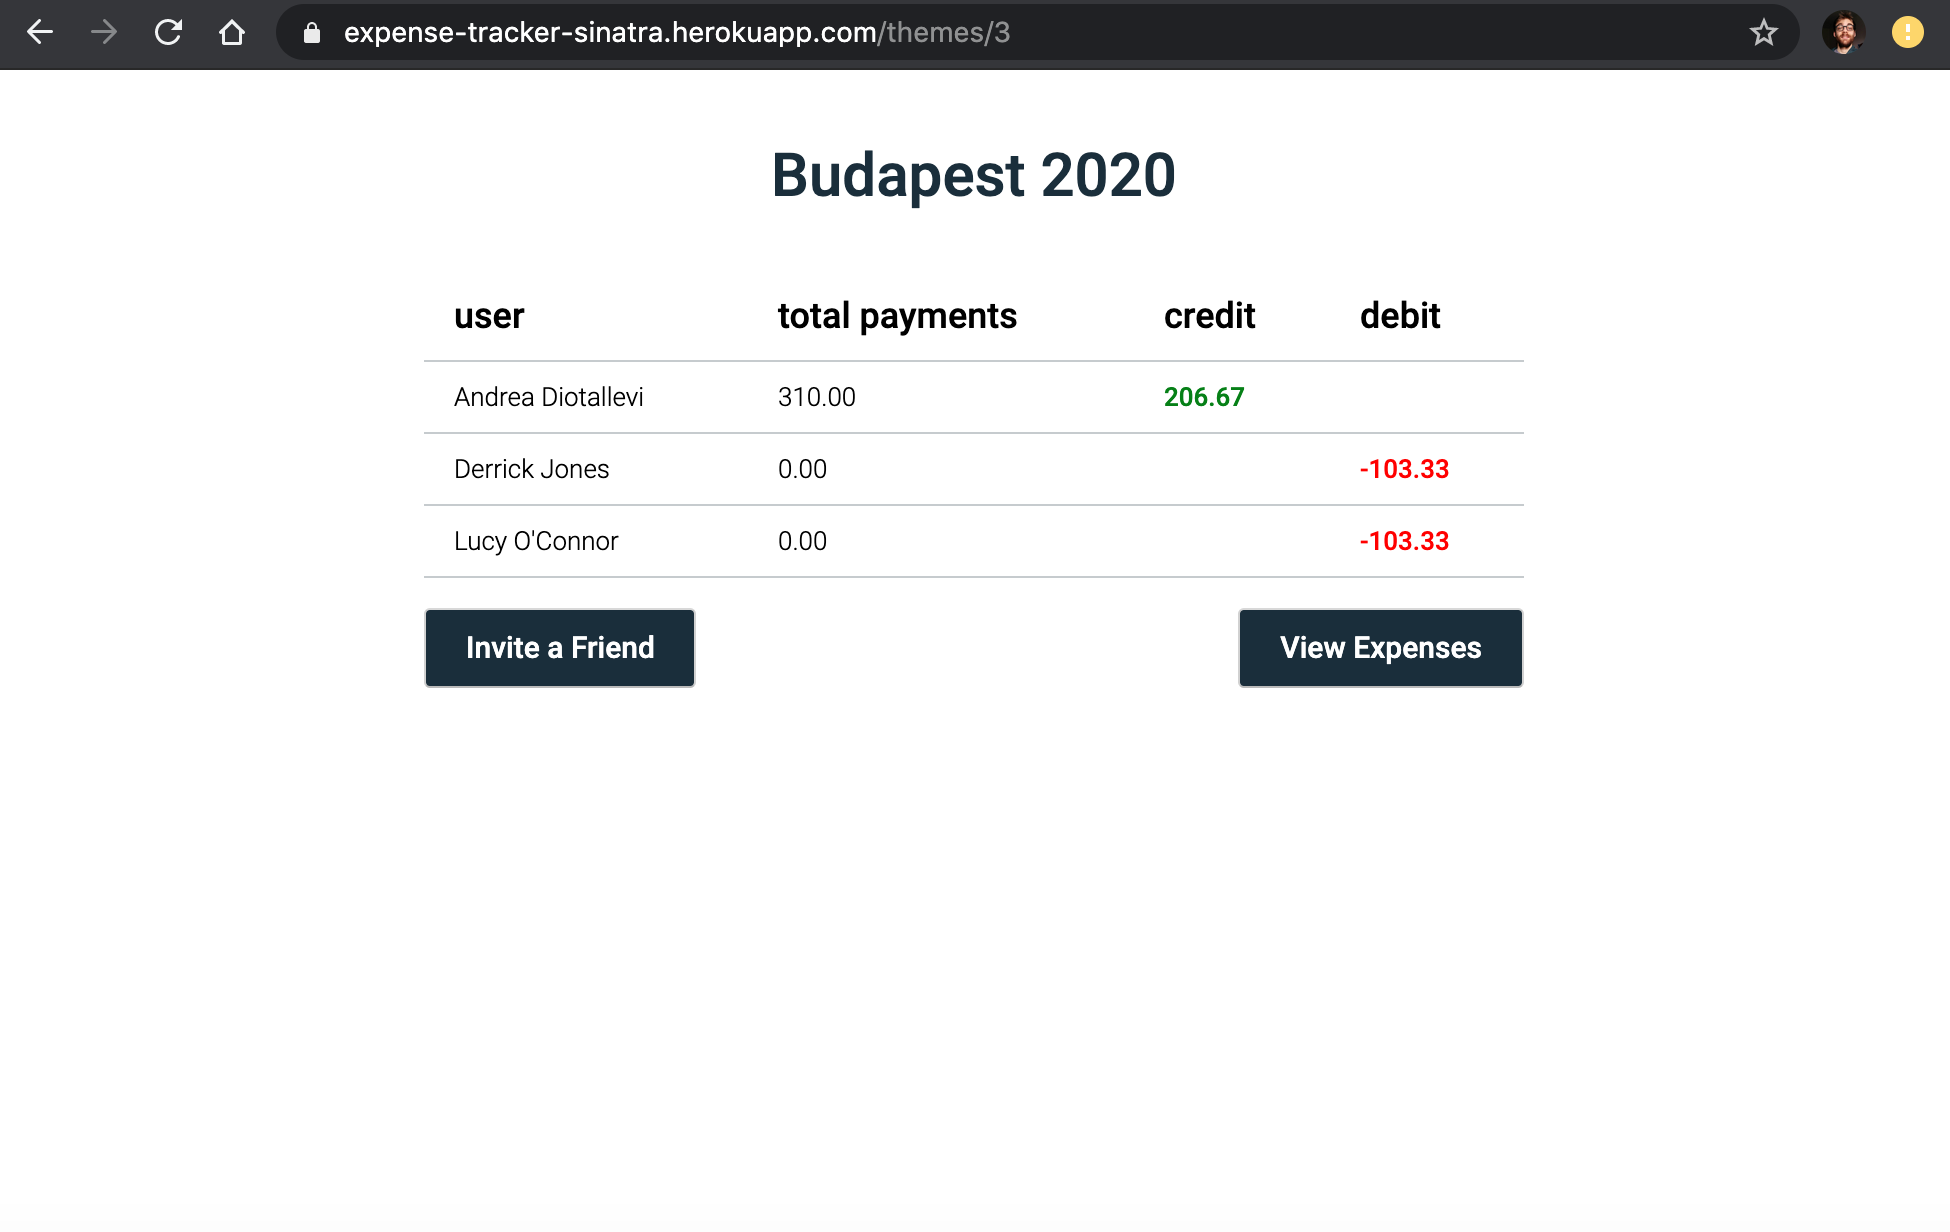 expense-tracker-sinatra.herokuapp.com/themes/3
Budapest 2020
user total payments credit debit
Andrea Diotallevi 310.00 206.67
Derrick Jones 0.00 -103.33
Lucy O'Connor 0.00 -103.33
Invite a Friend View Expenses